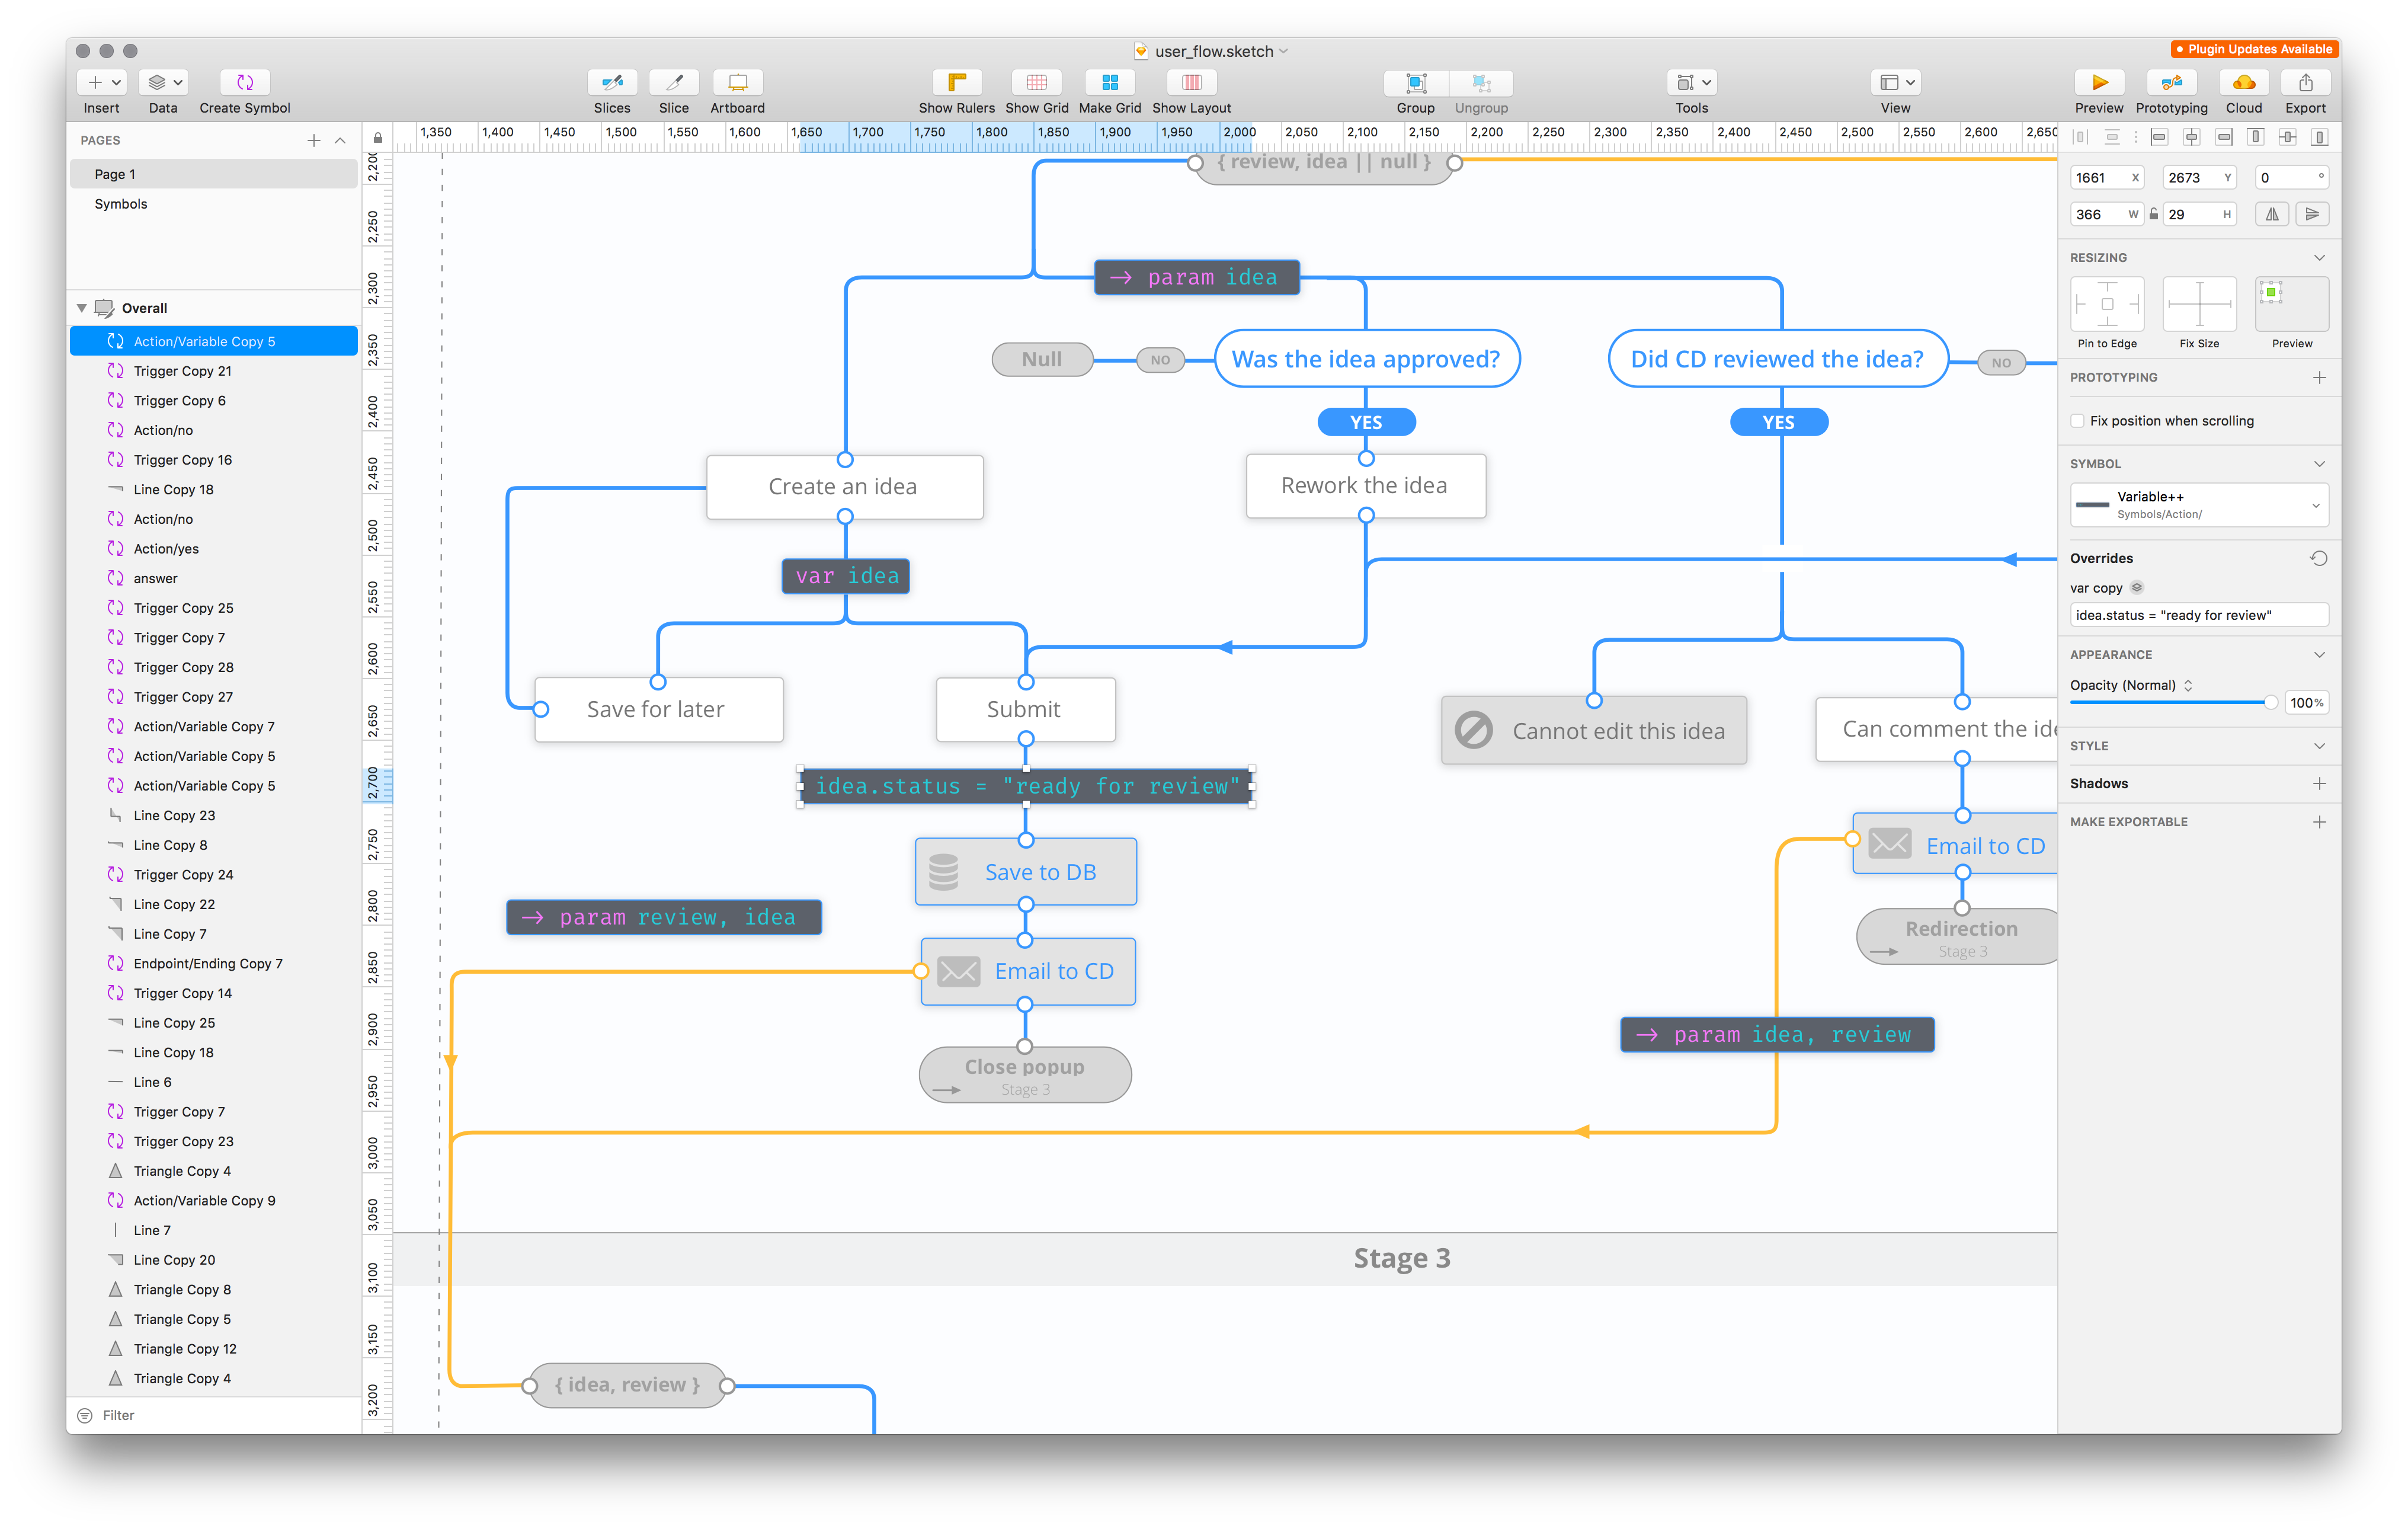 user_flow.sketch
Plugin Updates Available
Insert
Data
Create Symbol
Slices
Slice
Artboard
Show Rulers
Show Grid
Make Grid
Show Layout
Group
Ungroup
Tools
View
Preview
Prototyping
Cloud
Export
PAGES
Page 1
Symbols
Overall
Action/Variable Copy 5
Trigger Copy 21
Trigger Copy 6
Action/no
Trigger Copy 16
Line Copy 18
Action/no
Action/yes
answer
Trigger Copy 25
Trigger Copy 7
Trigger Copy 28
Trigger Copy 27
Action/Variable Copy 7
Action/Variable Copy 5
Action/Variable Copy 5
Line Copy 23
Line Copy 8
Trigger Copy 24
Line Copy 22
Line Copy 7
Endpoint/Ending Copy 7
Trigger Copy 14
Line Copy 25
Line Copy 18
Line 6
Trigger Copy 7
Trigger Copy 23
Triangle Copy 4
Action/Variable Copy 9
Line 7
Line Copy 20
Triangle Copy 8
Triangle Copy 5
Triangle Copy 12
Triangle Copy 4
Filter
1,350 1,400 1,450 1,500 1,550 1,600 1,650 1,700 1,750 1,800 1,850 1,900 1,950 2,000 2,050 2,100 2,150 2,200 2,250 2,300 2,350 2,400 2,450 2,500 2,550 2,600 2,650
2,200
2,250
2,300
2,350
2,400
2,450
2,500
2,550
2,600
2,650
2,700
2,750
2,800
2,850
2,900
2,950
3,000
3,050
3,100
3,150
3,200
{ review, idea || null }
→ param idea
Null
NO
Was the idea approved?
Did CD reviewed the idea?
NO
YES
YES
Create an idea
Rework the idea
var idea
Save for later
Submit
Cannot edit this idea
Can comment the ide
idea.status = "ready for review"
Save to DB
Email to CD
→ param review, idea
Redirection
Stage 3
Email to CD
→ param idea, review
Close popup
Stage 3
Stage 3
{ idea, review }
1661 X
2673 Y
0 °
366 W
29 H
RESIZING
Pin to Edge
Fix Size
Preview
PROTOTYPING
Fix position when scrolling
SYMBOL
Variable++
Symbols/Action/
Overrides
var copy
idea.status = "ready for review"
APPEARANCE
Opacity (Normal)
100%
STYLE
Shadows
MAKE EXPORTABLE